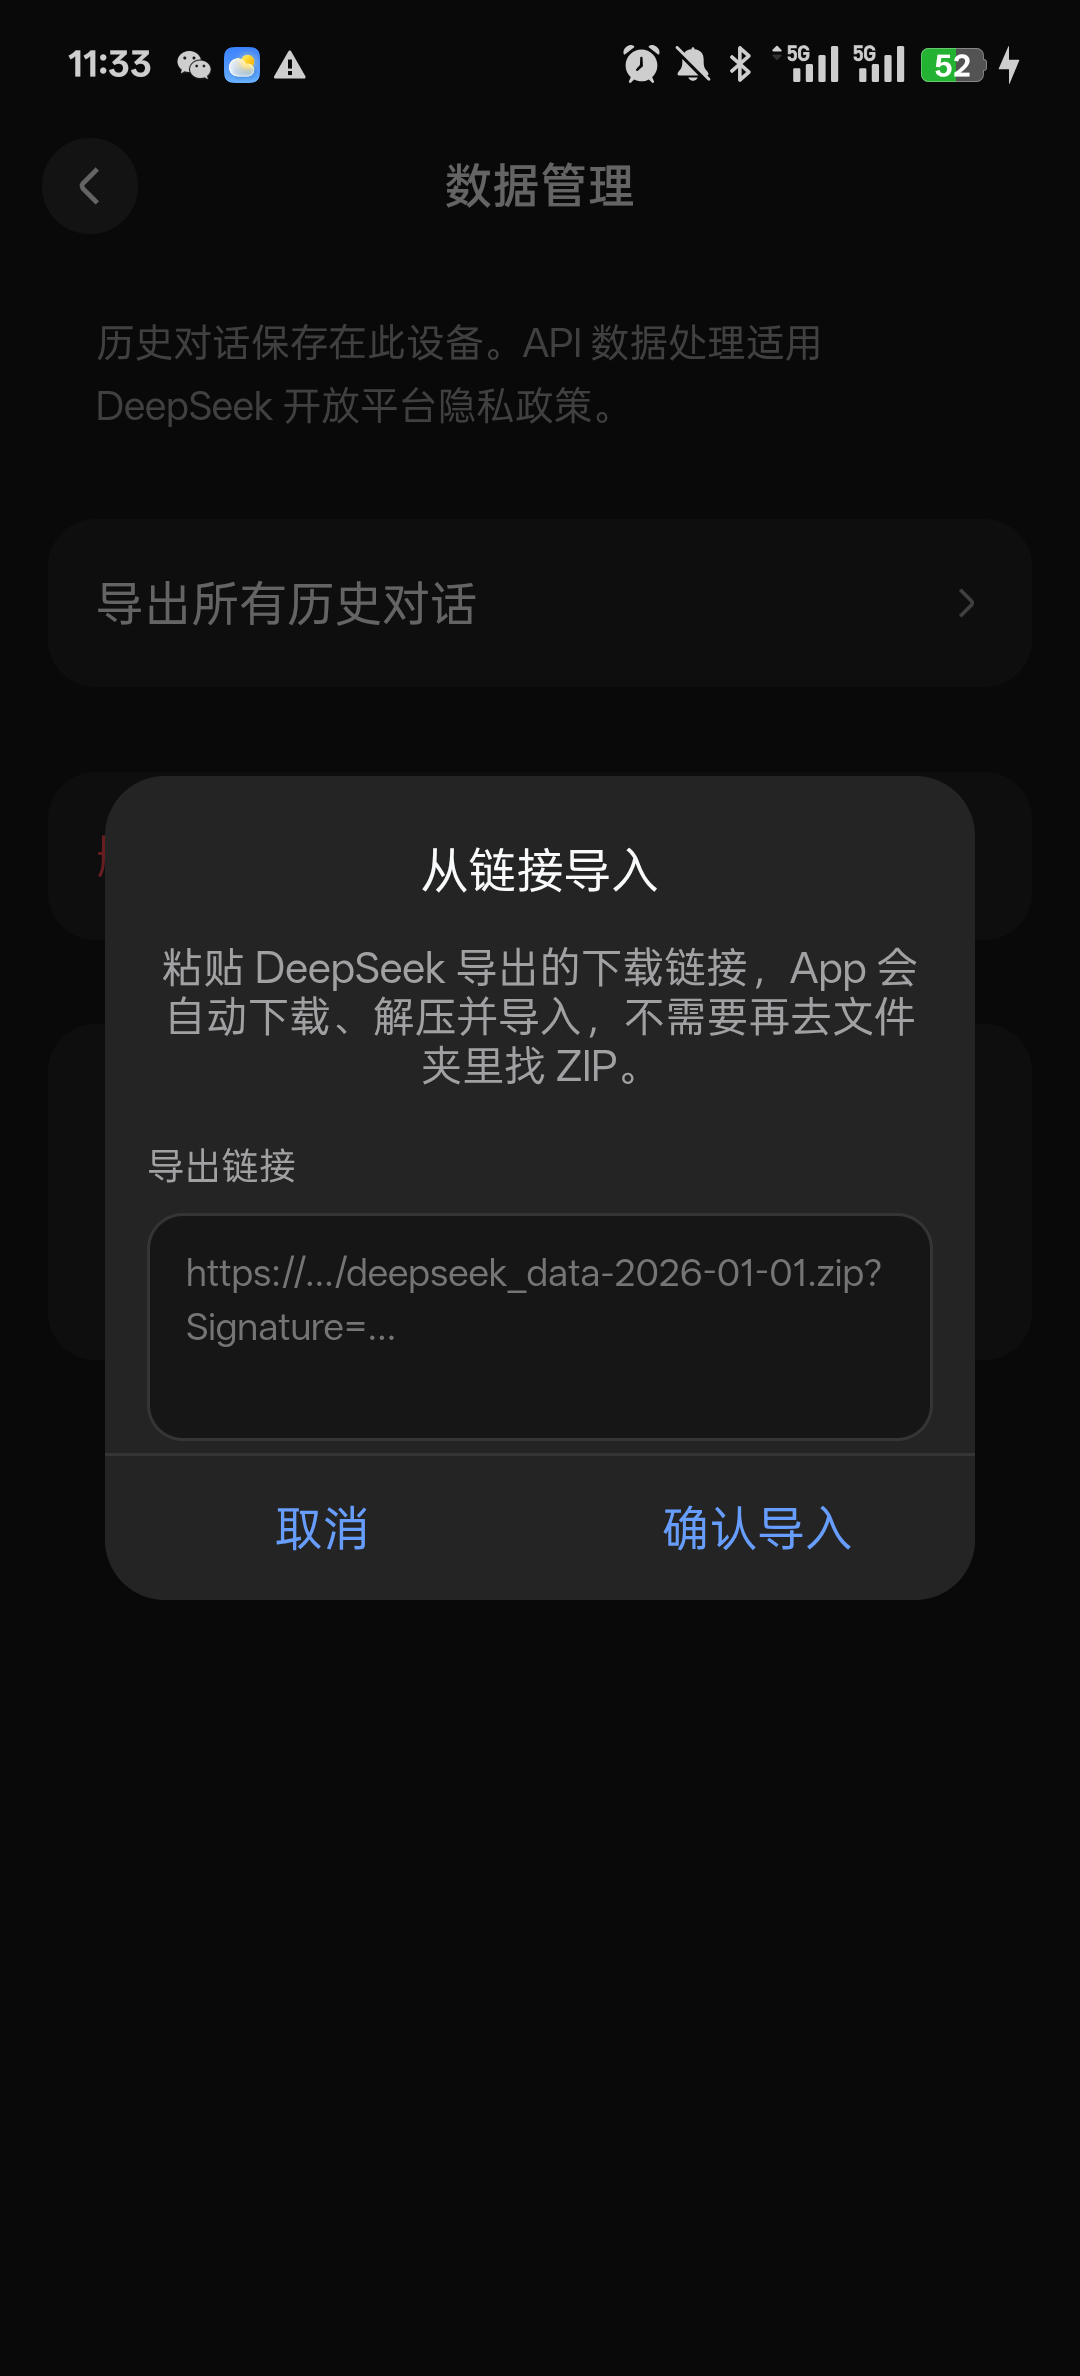 11:33
5G
5G
52
数据管理
历史对话保存在此设备。API 数据处理适用
DeepSeek 开放平台隐私政策。
导出所有历史对话
从链接导入
粘贴 DeepSeek 导出的下载链接，App 会
自动下载、解压并导入，不需要再去文件
夹里找 ZIP。
导出链接
https://.../deepseek_data-2026-01-01.zip?
Signature=...
取消
确认导入